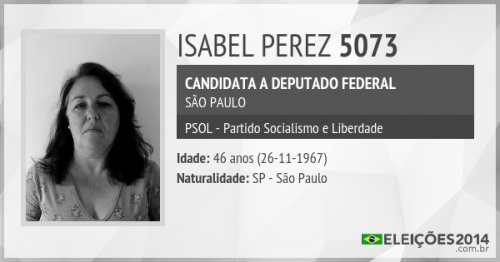 ISABEL PEREZ 5073
CANDIDATA A DEPUTADO FEDERAL
SÃO PAULO
PSOL - Partido Socialismo e Liberdade
Idade: 46 anos (26-11-1967)
Naturalidade: SP - São Paulo
ELEIÇÕES2014
.com.br